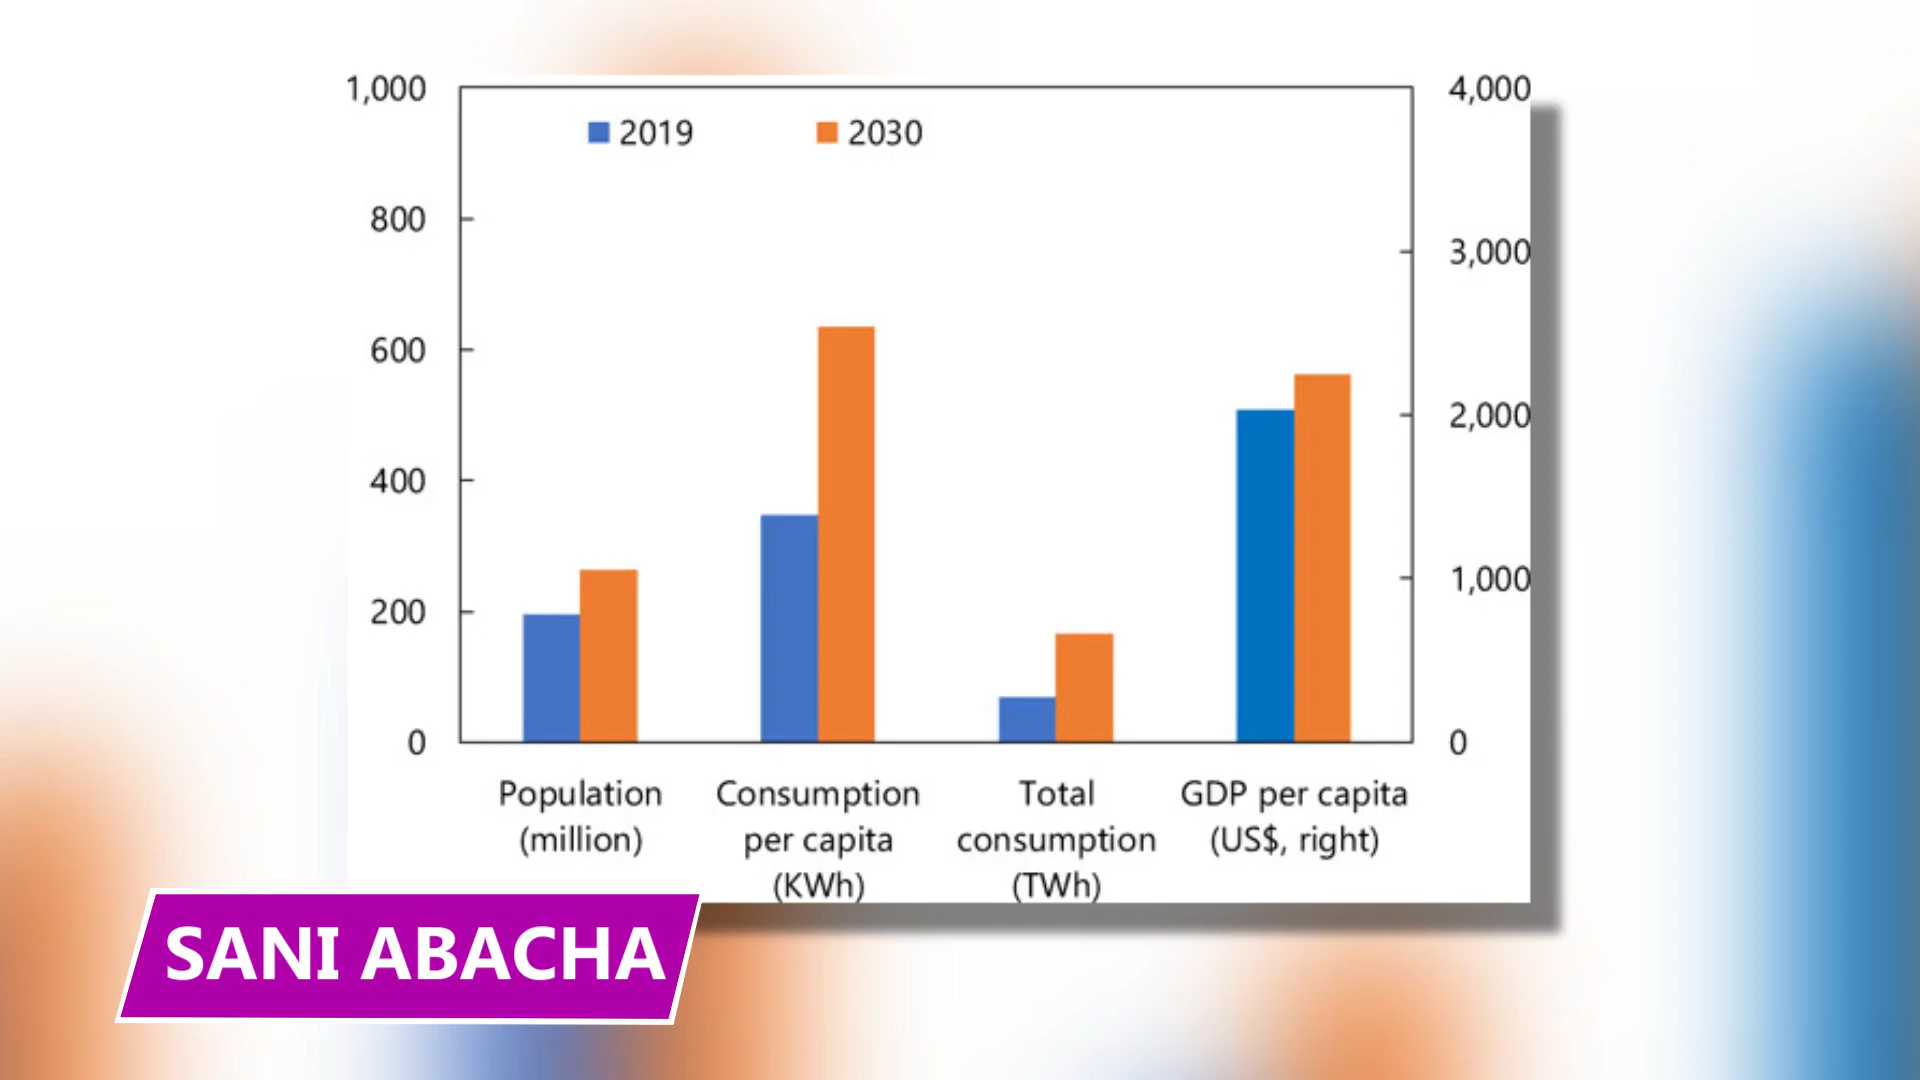 1,000
4,000
2019
2030
800
3,000
600
2,000
400
1,000
200
0
0
Population
(million)
Consumption
per capita
(KWh)
Total
consumption
(TWh)
GDP per capita
(US$, right)
SANI ABACHA